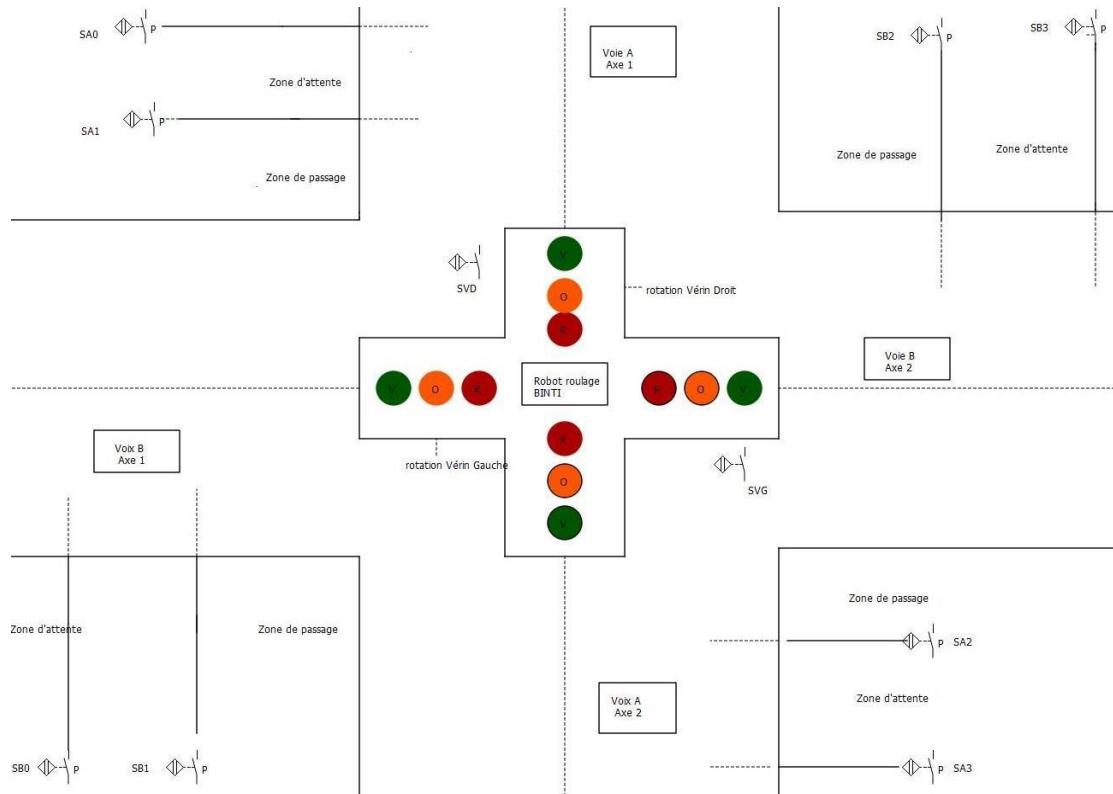 SA0
P
Zone d'attente
SA1
P
Zone de passage
Voie A
Axe 1
SB2
P
SB3
P
Zone de passage
Zone d'attente
SVD
V
O
R
rotation Vérin Droit
V
O
R
Robot roulage
BINTI
R
O
V
Voie B
Axe 2
Voix B
Axe 1
rotation Vérin Gauche
R
O
V
SVG
Zone d'attente
Zone de passage
SB0
P
SB1
P
Voix A
Axe 2
Zone de passage
P
SA2
Zone d'attente
P
SA3